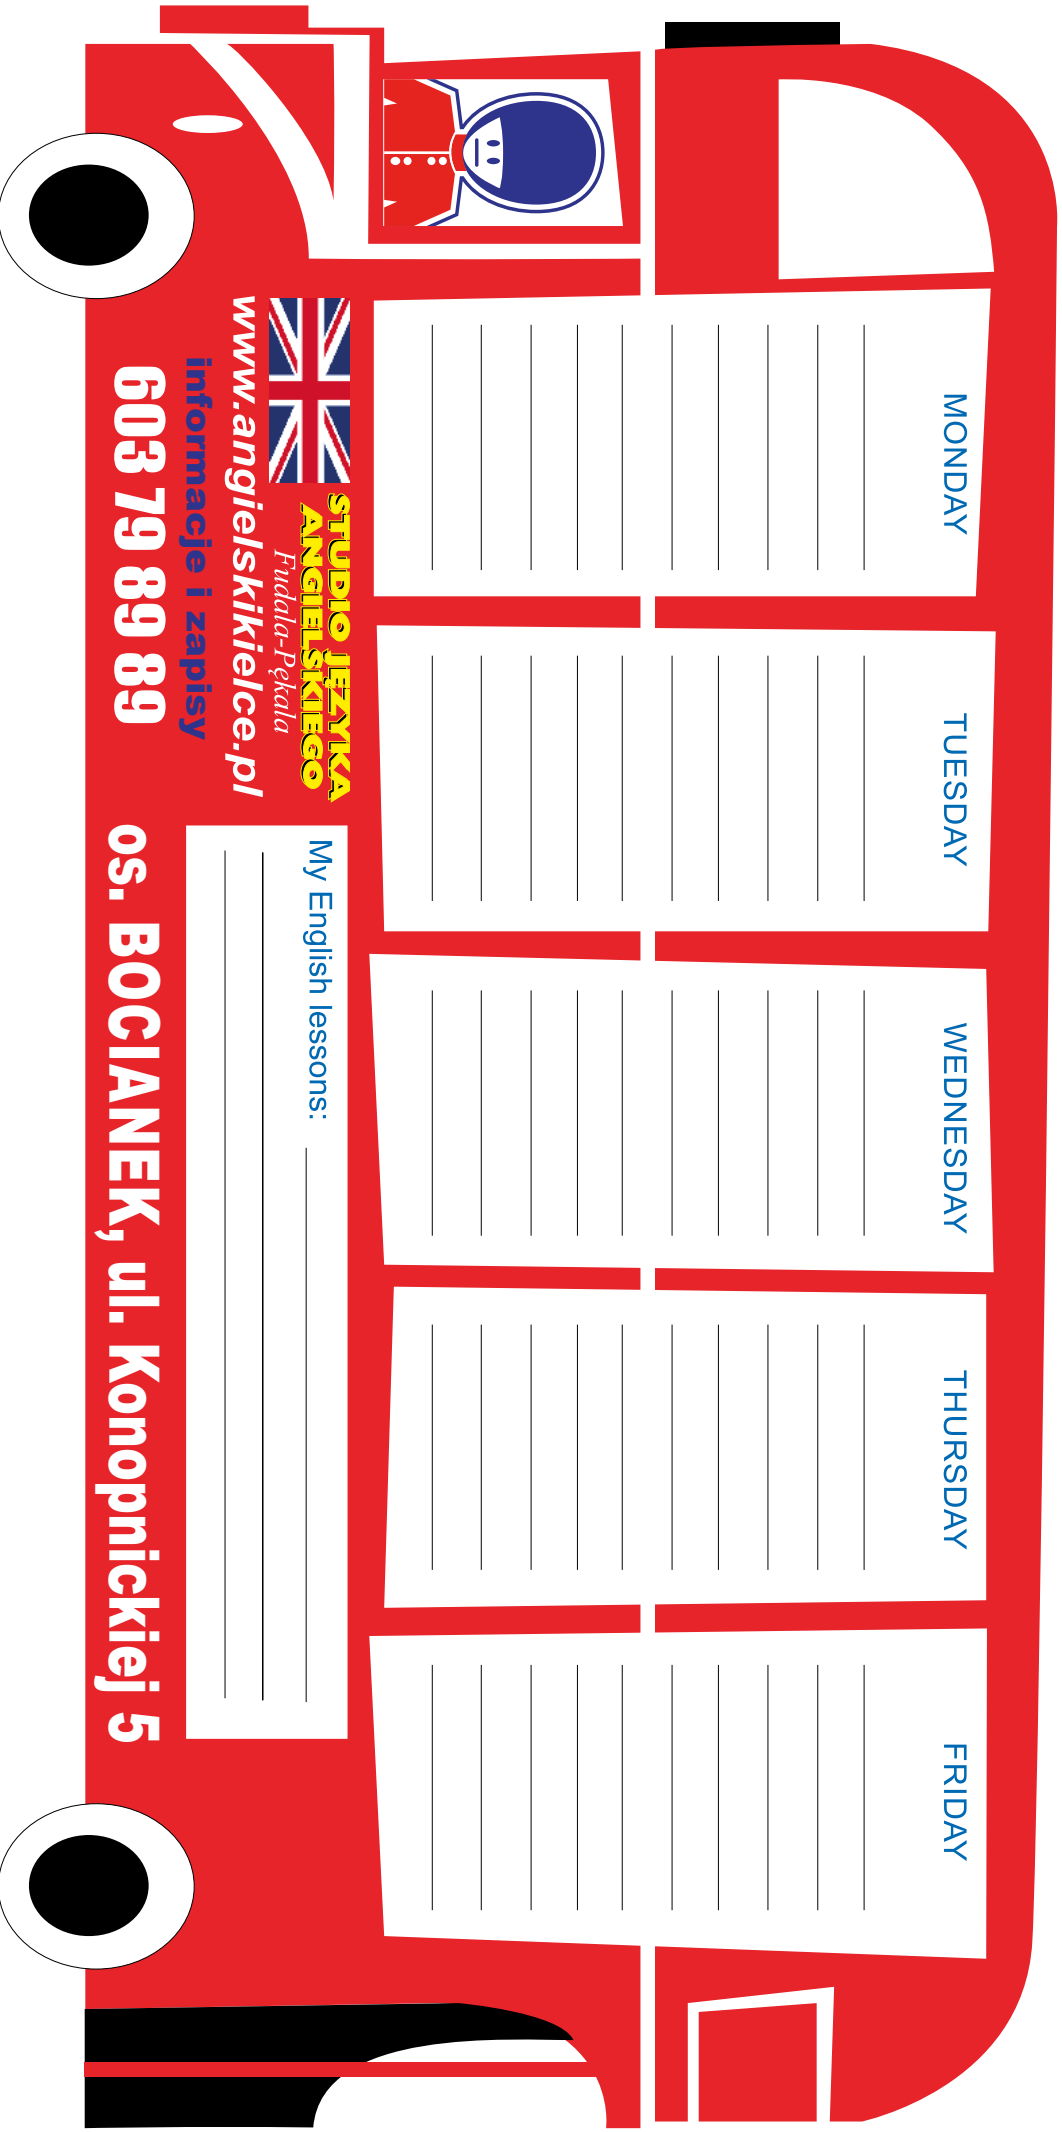 MONDAY
TUESDAY
WEDNESDAY
THURSDAY
FRIDAY
STUDIO JĘZYKA
ANGIELSKIEGO
Fudala-Pękala
www.angielskikielce.pl
informacje i zapisy
603 79 89 89
My English lessons:
os. BOCIANEK, ul. Konopnickiej 5